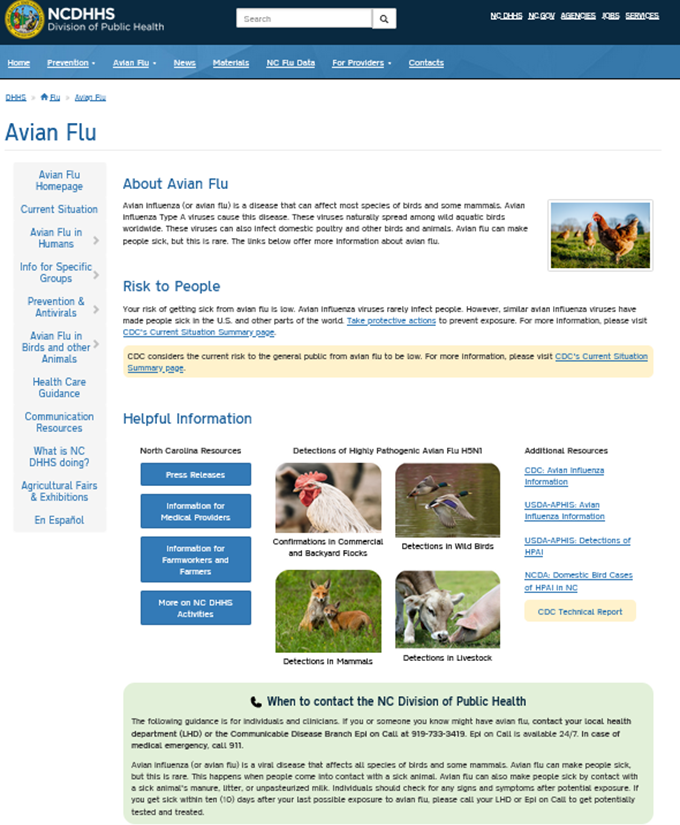 NCDHHS
Division of Public Health
Search
NC DHHS NC.GOV AGENCIES JOBS SERVICES
Home Prevention Avian Flu News Materials NC Flu Data For Providers Contacts
DHHS » Flu » Avian Flu
Avian Flu
Avian Flu
Homepage
Current Situation
Avian Flu in
Humans
Info for Specific
Groups
Prevention &
Antivirals
Avian Flu in
Birds and other
Animals
Health Care
Guidance
Communication
Resources
What is NC
DHHS doing?
Agricultural Fairs
& Exhibitions
En Español
About Avian Flu
Avian Influenza (or avian flu) is a disease that can affect most species of birds and some mammals. Avian
Influenza Type A viruses cause this disease. These viruses naturally spread among wild aquatic birds
worldwide. These viruses can also infect domestic poultry and other birds and animals. Avian flu can make
people sick, but this is rare. The links below offer more information about avian flu.
Risk to People
Your risk of getting sick from avian flu is low. Avian influenza viruses rarely infect people. However, similar avian influenza viruses have
made people sick in the U.S. and other parts of the world. Take protective actions to prevent exposure. For more information, please visit
CDC's Current Situation Summary page.
CDC considers the current risk to the general public from avian flu to be low. For more information, please visit CDC's Current Situation
Summary page.
Helpful Information
North Carolina Resources
Press Releases
Information for
Medical Providers
Information for
Farmworkers and
Farmers
More on NC DHHS
Activities
Detections of Highly Pathogenic Avian Flu H5N1
Confirmations in Commercial
and Backyard Flocks
Detections in Wild Birds
Detections in Mammals
Detections in Livestock
Additional Resources
CDC: Avian Influenza
Information
USDA-APHIS: Avian
Influenza Information
USDA-APHIS: Detections of
HPAI
NCDA: Domestic Bird Cases
of HPAI in NC
CDC Technical Report
When to contact the NC Division of Public Health
The following guidance is for individuals and clinicians. If you or someone you know might have avian flu, contact your local health
department (LHD) or the Communicable Disease Branch Epi on Call at 919-733-3419. Epi on Call is available 24/7. In case of
medical emergency, call 911.
Avian influenza (or avian flu) is a viral disease that affects all species of birds and some mammals. Avian flu can make people sick,
but this is rare. This happens when people come into contact with a sick animal. Avian flu can also make people sick by contact with
a sick animal's manure, litter, or unpasteurized milk. Individuals should check for any signs and symptoms after potential exposure. If
you get sick within ten (10) days after your last possible exposure to avian flu, please call your LHD or Epi on Call to get potentially
tested and treated.